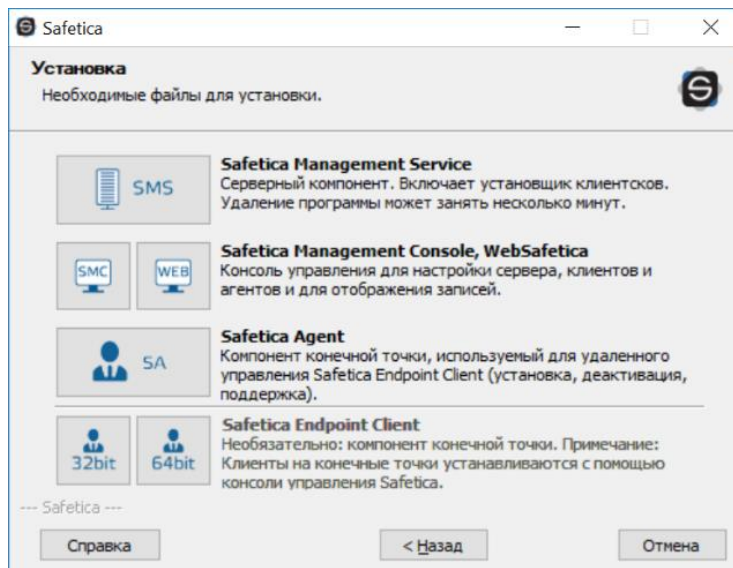 Safetica
Установка
Необходимые файлы для установки.
SMS
Safetica Management Service
Серверный компонент. Включает установщик клиентсков.
Удаление программы может занять несколько минут.
SMC
WEB
Safetica Management Console, WebSafetica
Консоль управления для настройки сервера, клиентов и
агентов и для отображения записей.
SA
Safetica Agent
Компонент конечной точки, используемый для удаленного
управления Safetica Endpoint Client (установка, деактивация,
поддержка).
32bit
64bit
Safetica Endpoint Client
Необязательно: компонент конечной точки. Примечание:
Клиенты на конечные точки устанавливаются с помощью
консоли управления Safetica.
--- Safetica ---
Справка
< Назад
Отмена